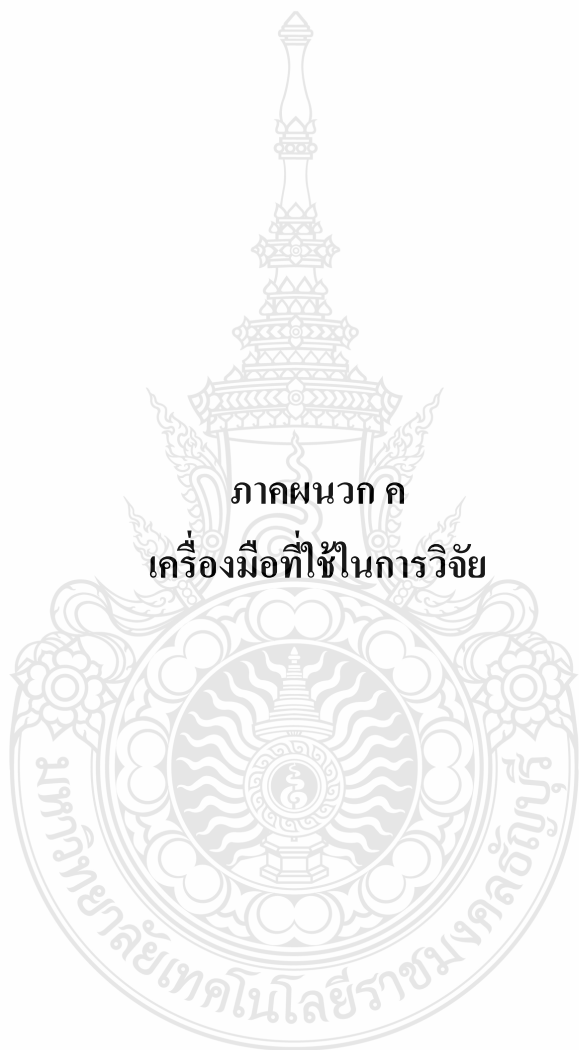 ภาคผนวก ค
เครื่องมือที่ใช้ในการวิจัย
มหาวิทยาลัยเทคโนโลยีราชมงคลธัญบุรี